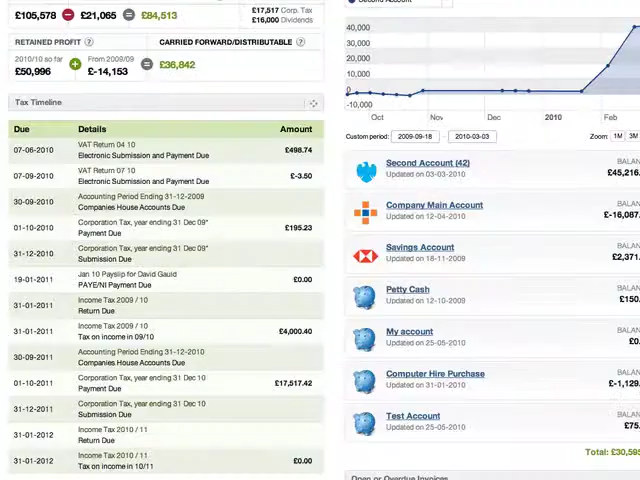 Second Account
£105,578
£21,065
£84,513
£17,517 Corp. Tax
£16,000 Dividends
RETAINED PROFIT ?
CARRIED FORWARD/DISTRIBUTABLE ?
2010/10 so far
From 2009/09
£50,996
£-14,153
£36,842
Tax Timeline
Due Details Amount
07-06-2010 VAT Return 04 10 £498.74
Electronic Submission and Payment Due
07-09-2010 VAT Return 07 10 £-3.50
Electronic Submission and Payment Due
30-09-2010 Accounting Period Ending 31-12-2009
Companies House Accounts Due
01-10-2010 Corporation Tax, year ending 31 Dec 09* £195.23
Payment Due
31-12-2010 Corporation Tax, year ending 31 Dec 09*
Submission Due
19-01-2011 Jan 10 Payslip for David Gauld £0.00
PAYE/NI Payment Due
31-01-2011 Income Tax 2009 / 10
Return Due
31-01-2011 Income Tax 2009 / 10 £4,000.40
Tax on income in 09/10
30-09-2011 Accounting Period Ending 31-12-2010
Companies House Accounts Due
01-10-2011 Corporation Tax, year ending 31 Dec 10 £17,517.42
Payment Due
31-12-2011 Corporation Tax, year ending 31 Dec 10
Submission Due
31-01-2012 Income Tax 2010 / 11
Return Due
31-01-2012 Income Tax 2010 / 11 £0.00
Tax on income in 10/11
40,000
30,000
20,000
10,000
0
-10,000
Oct Nov Dec 2010 Feb
Custom period: 2009-09-18 - 2010-03-03 Zoom: 1M 3M
Second Account (42) BALAN
Updated on 03-03-2010 £45,216.
Company Main Account BALAN
Updated on 12-04-2010 £-16,087.
Savings Account BALAN
Updated on 18-11-2009 £2,371.
Petty Cash BALAN
Updated on 12-10-2009 £150.
My account BALAN
Updated on 25-05-2010 £0.
Computer Hire Purchase BALAN
Updated on 31-01-2010 £-1,129.
Test Account BALAN
Updated on 25-05-2010 £75.
Total: £30,595
Open or Overdue Invoices